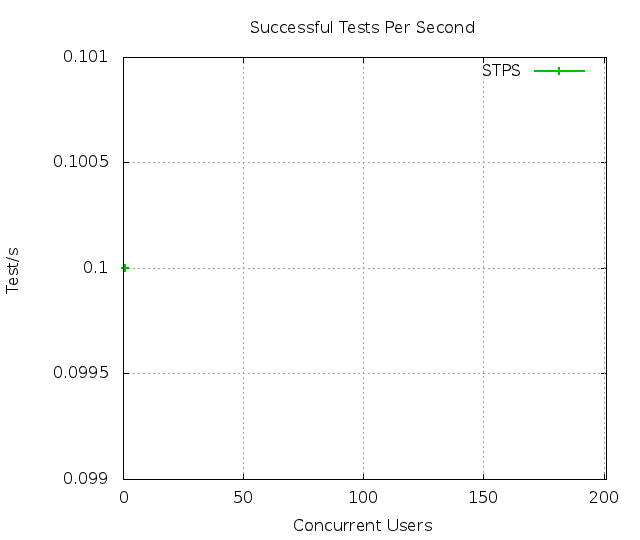 Successful Tests Per Second
0.101
STPS
0.1005
Test/s
0.1
0.0995
0.099
0 50 100 150 200
Concurrent Users